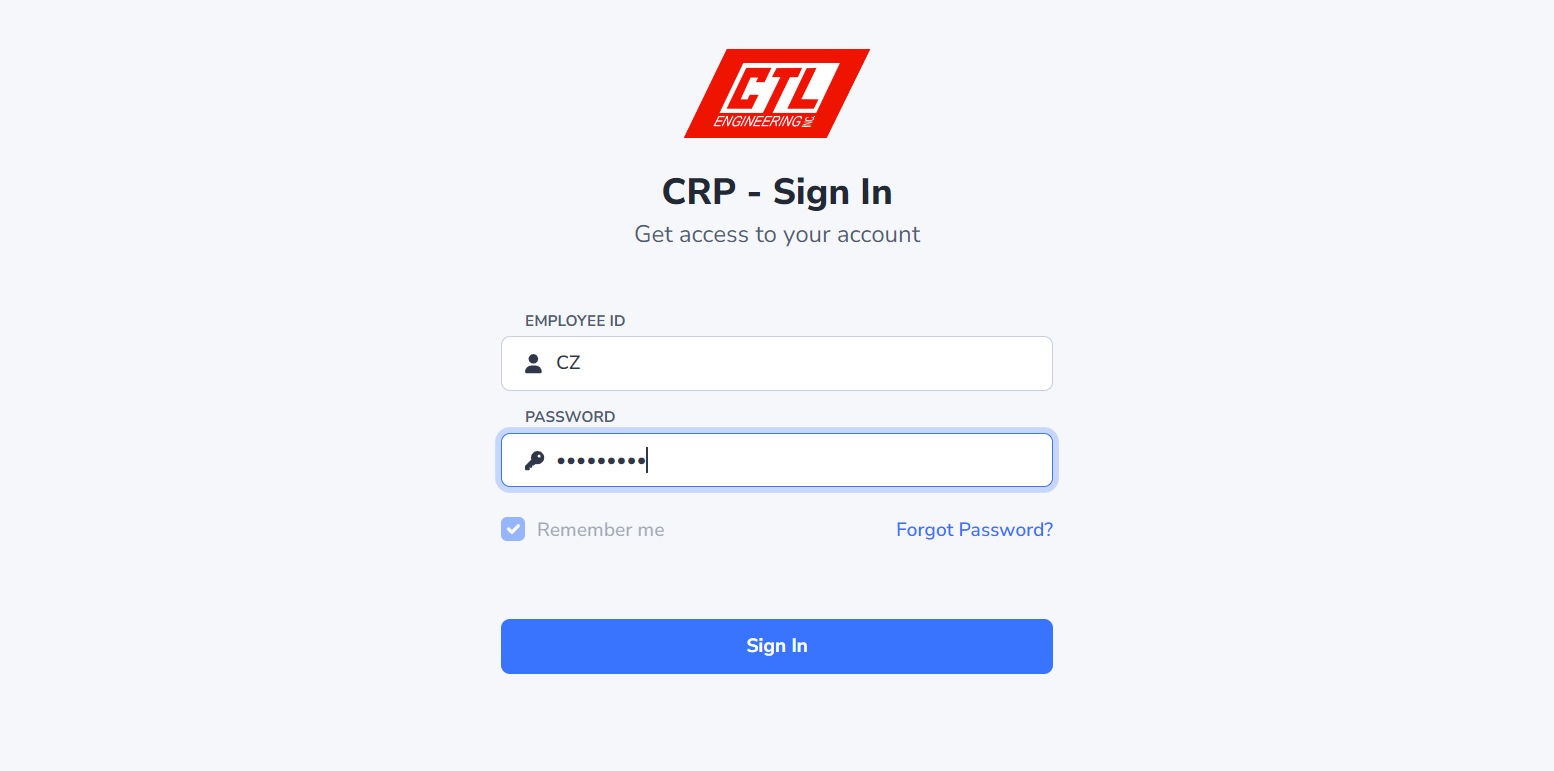 CTL
ENGINEERING INC.
CRP - Sign In
Get access to your account
EMPLOYEE ID
CZ
PASSWORD
•••••••••
Remember me
Forgot Password?
Sign In